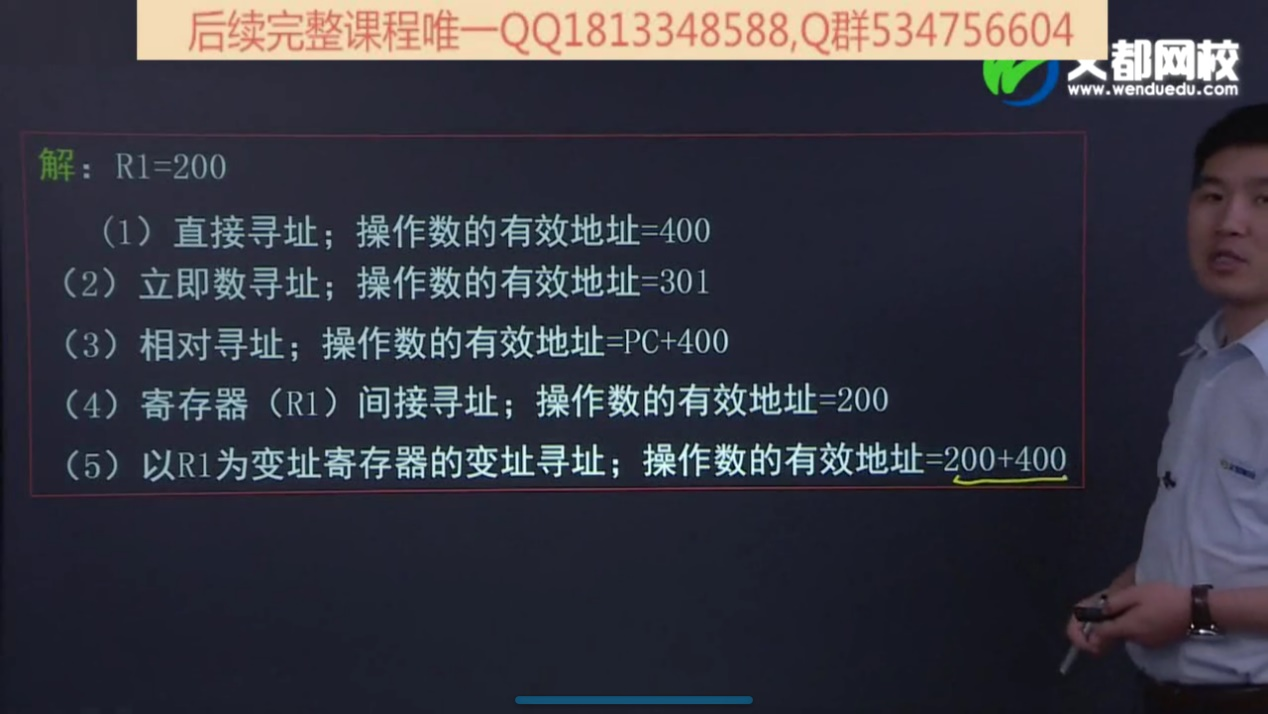 后续完整课程唯一QQ1813348588,Q群534756604
文都网校
www.wenduedu.com
解：R1=200
（1）直接寻址；操作数的有效地址=400
（2）立即数寻址；操作数的有效地址=301
（3）相对寻址；操作数的有效地址=PC+400
（4）寄存器（R1）间接寻址；操作数的有效地址=200
（5）以R1为变址寄存器的变址寻址；操作数的有效地址=200+400